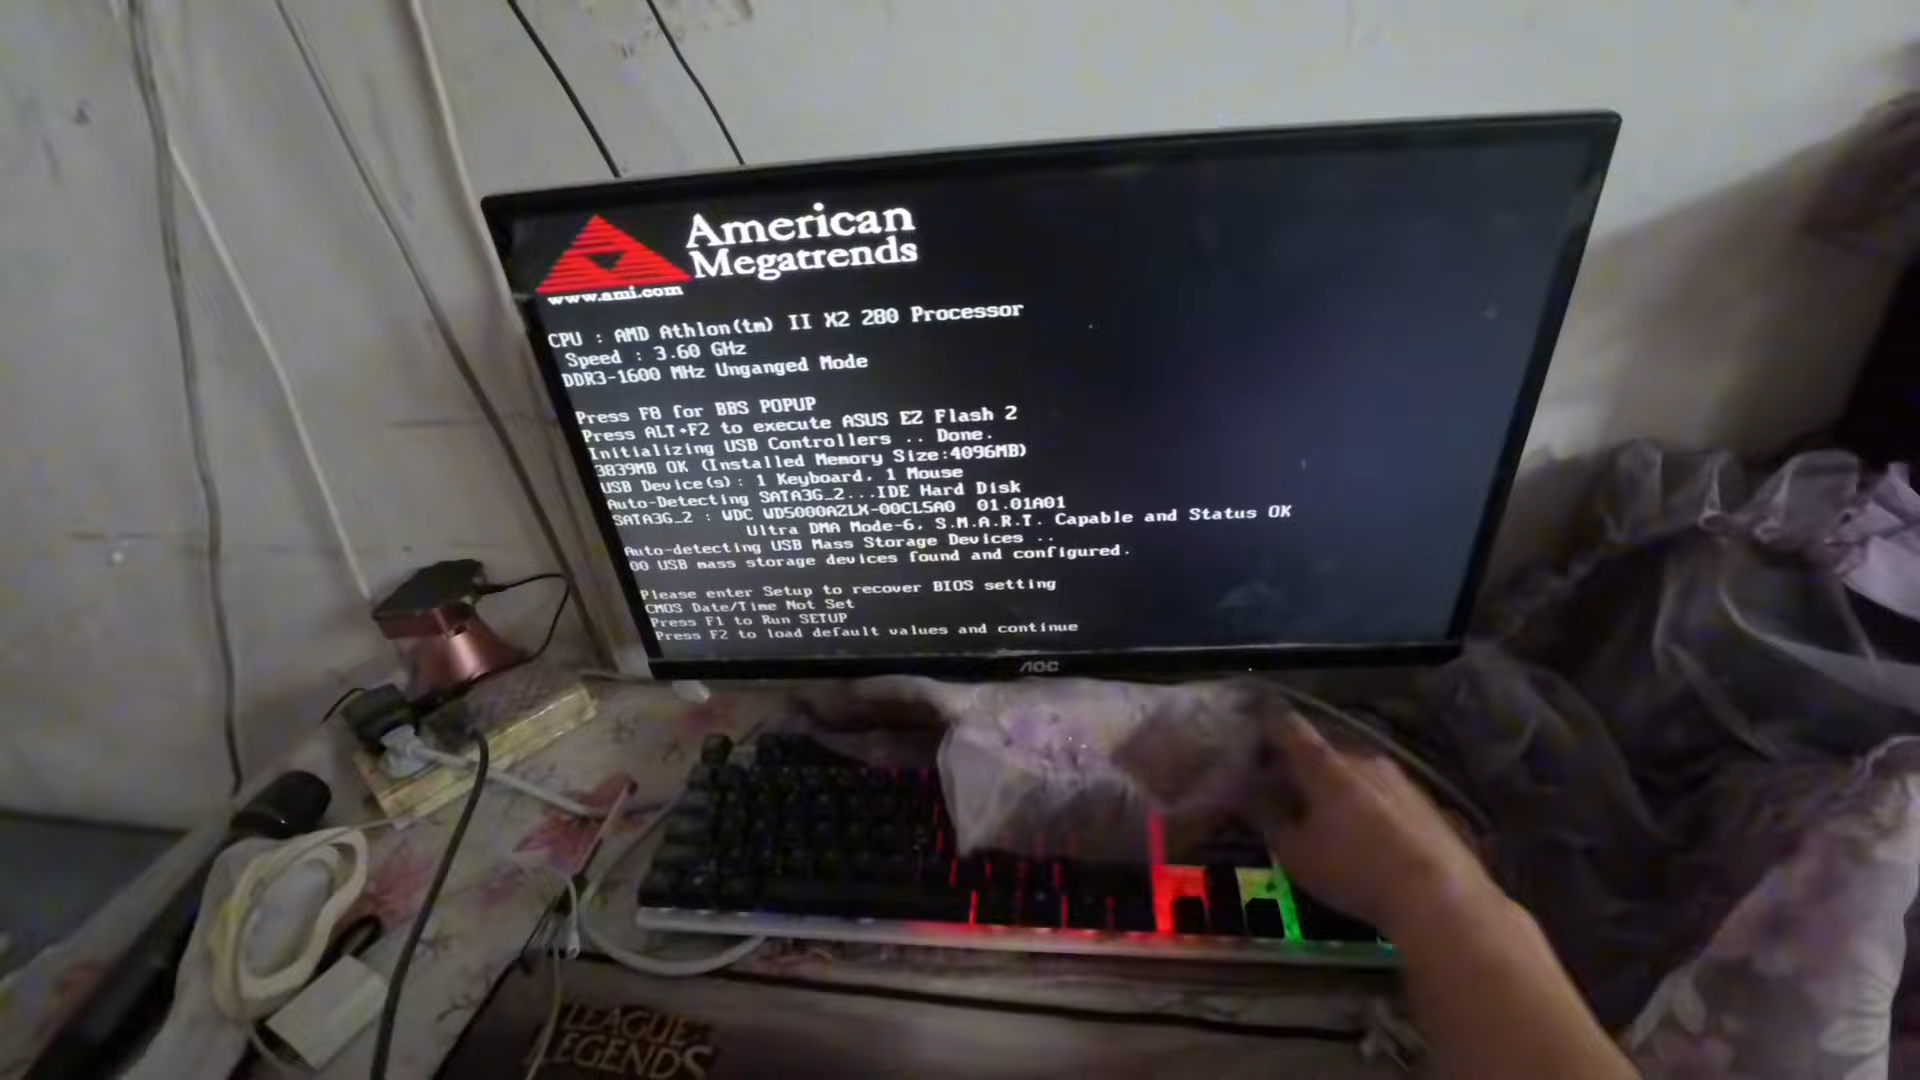 American
Megatrends
www.ami.com
CPU : AMD Athlon(tm) II X2 280 Processor
Speed : 3.60 GHz
DDR3-1600 MHz Unganged Mode
Press F8 for BBS POPUP
Press ALT+F2 to execute ASUS EZ Flash 2
Initializing USB Controllers .. Done.
3839MB OK (Installed Memory Size:4096MB)
USB Device(s): 1 Keyboard, 1 Mouse
Auto-Detecting SATA3G_2...IDE Hard Disk
SATA3G_2 : WDC WD5000AZLX-00CL5A0 01.01A01
Ultra DMA Mode-6, S.M.A.R.T. Capable and Status OK
Auto-detecting USB Mass Storage Devices ..
00 USB mass storage devices found and configured.
Please enter Setup to recover BIOS setting
CMOS Date/Time Not Set
Press F1 to Run SETUP
Press F2 to load default values and continue
AOC
LEAGUE
LEGENDS